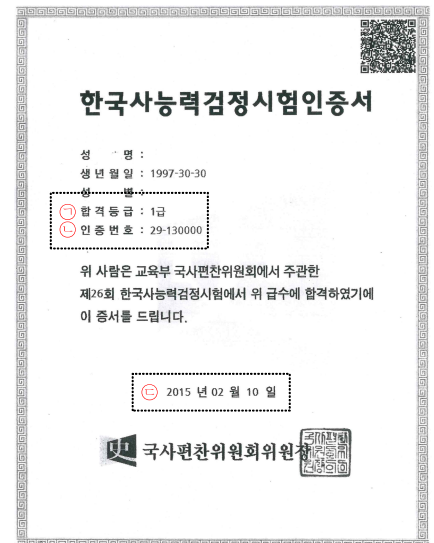 한국사능력검정시험인증서
성 명 :
생 년 월 일 : 1997-30-30
성 별 :
㉠ 합 격 등 급 : 1급
㉡ 인 증 번 호 : 29-130000
위 사람은 교육부 국사편찬위원회에서 주관한
제26회 한국사능력검정시험에서 위 급수에 합격하였기에
이 증서를 드립니다.
㉢ 2015 년 02 월 10 일
史 국사편찬위원회위원장